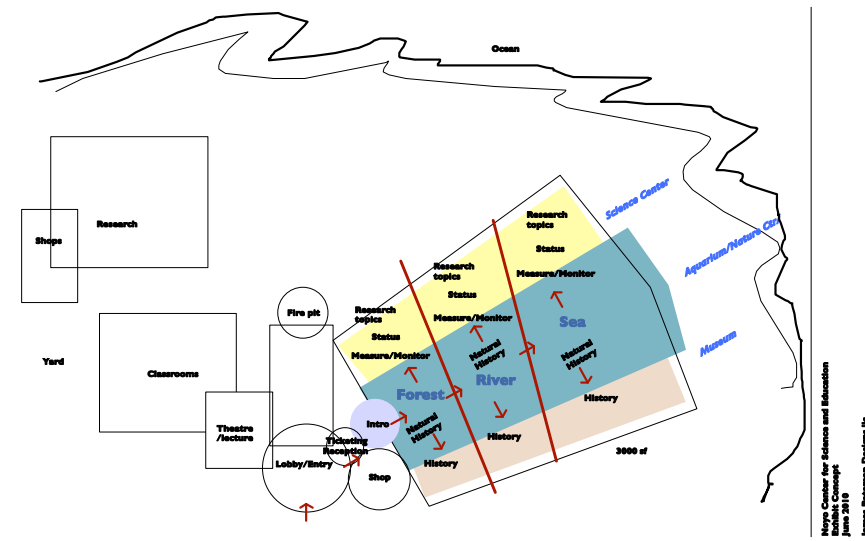 Ocean
Science Center
Aquarium/Nature Ctr.
Museum
Research
topics
Status
Measure/Monitor
Sea
Natural
History
History
Research
topics
Status
Measure/Monitor
Natural
History
River
History
Research
topics
Status
Measure/Monitor
Forest
Natural
History
History
Intro
Research
Shops
Fire pit
Yard
Classrooms
Theatre
/lecture
Ticketing
Reception
Lobby/Entry
Shop
3000 sf
Noyo Center for Science and Education
Exhibit Concept
June 2010